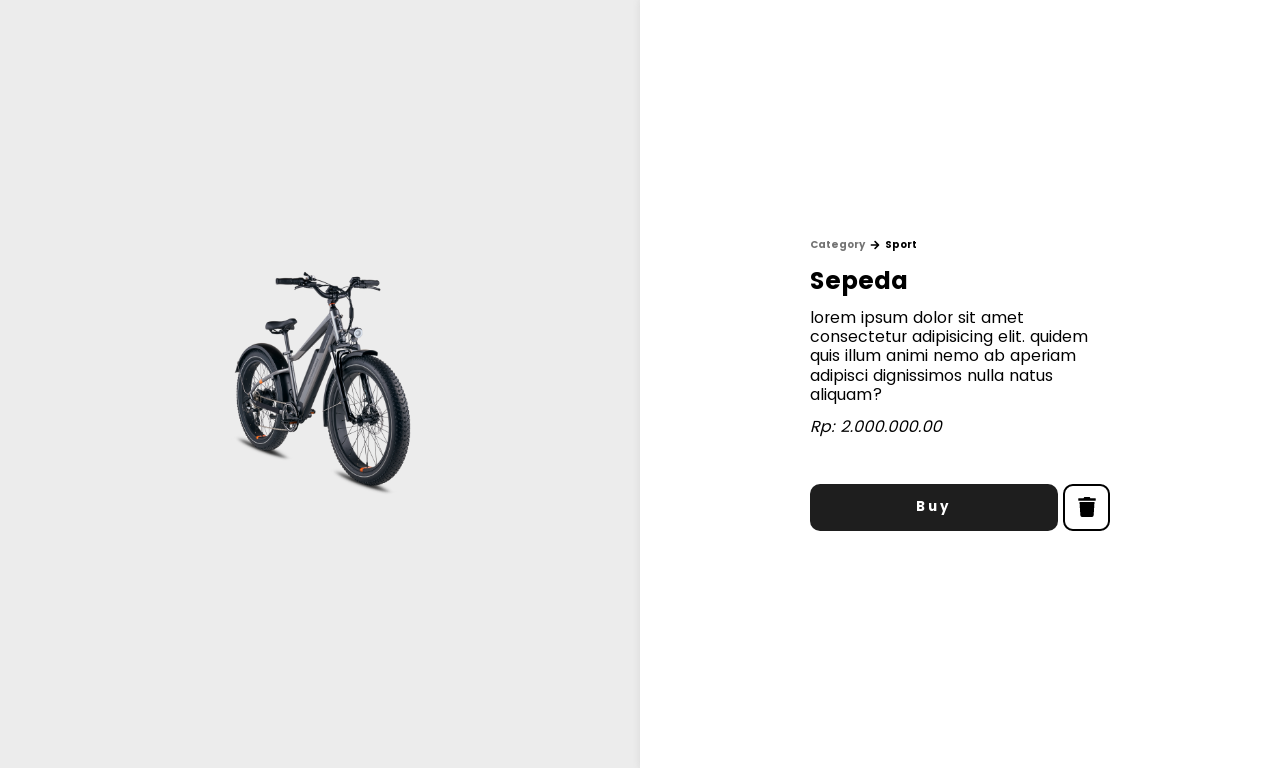 Category → Sport
Sepeda
lorem ipsum dolor sit amet
consectetur adipisicing elit. quidem
quis illum animi nemo ab aperiam
adipisci dignissimos nulla natus
aliquam?
Rp: 2.000.000.00
Buy